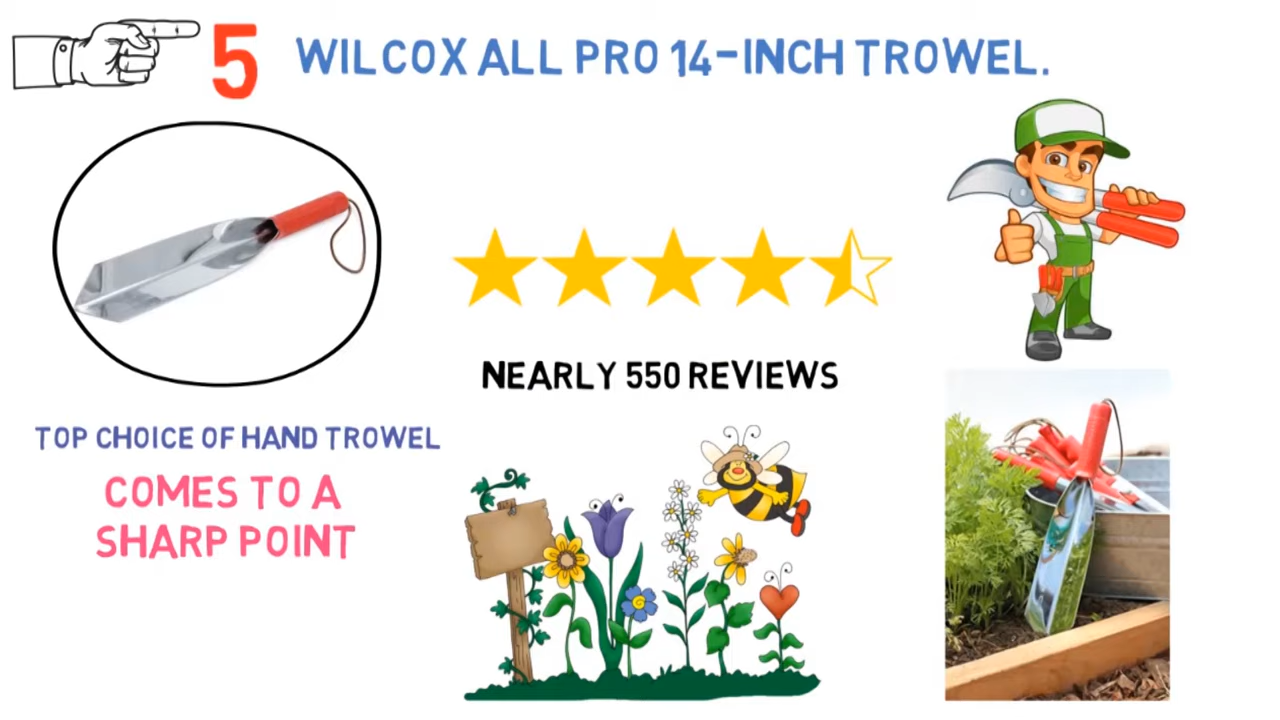 5 WILCOX ALL PRO 14-INCH TROWEL.
NEARLY 550 REVIEWS
TOP CHOICE OF HAND TROWEL
COMES TO A
SHARP POINT